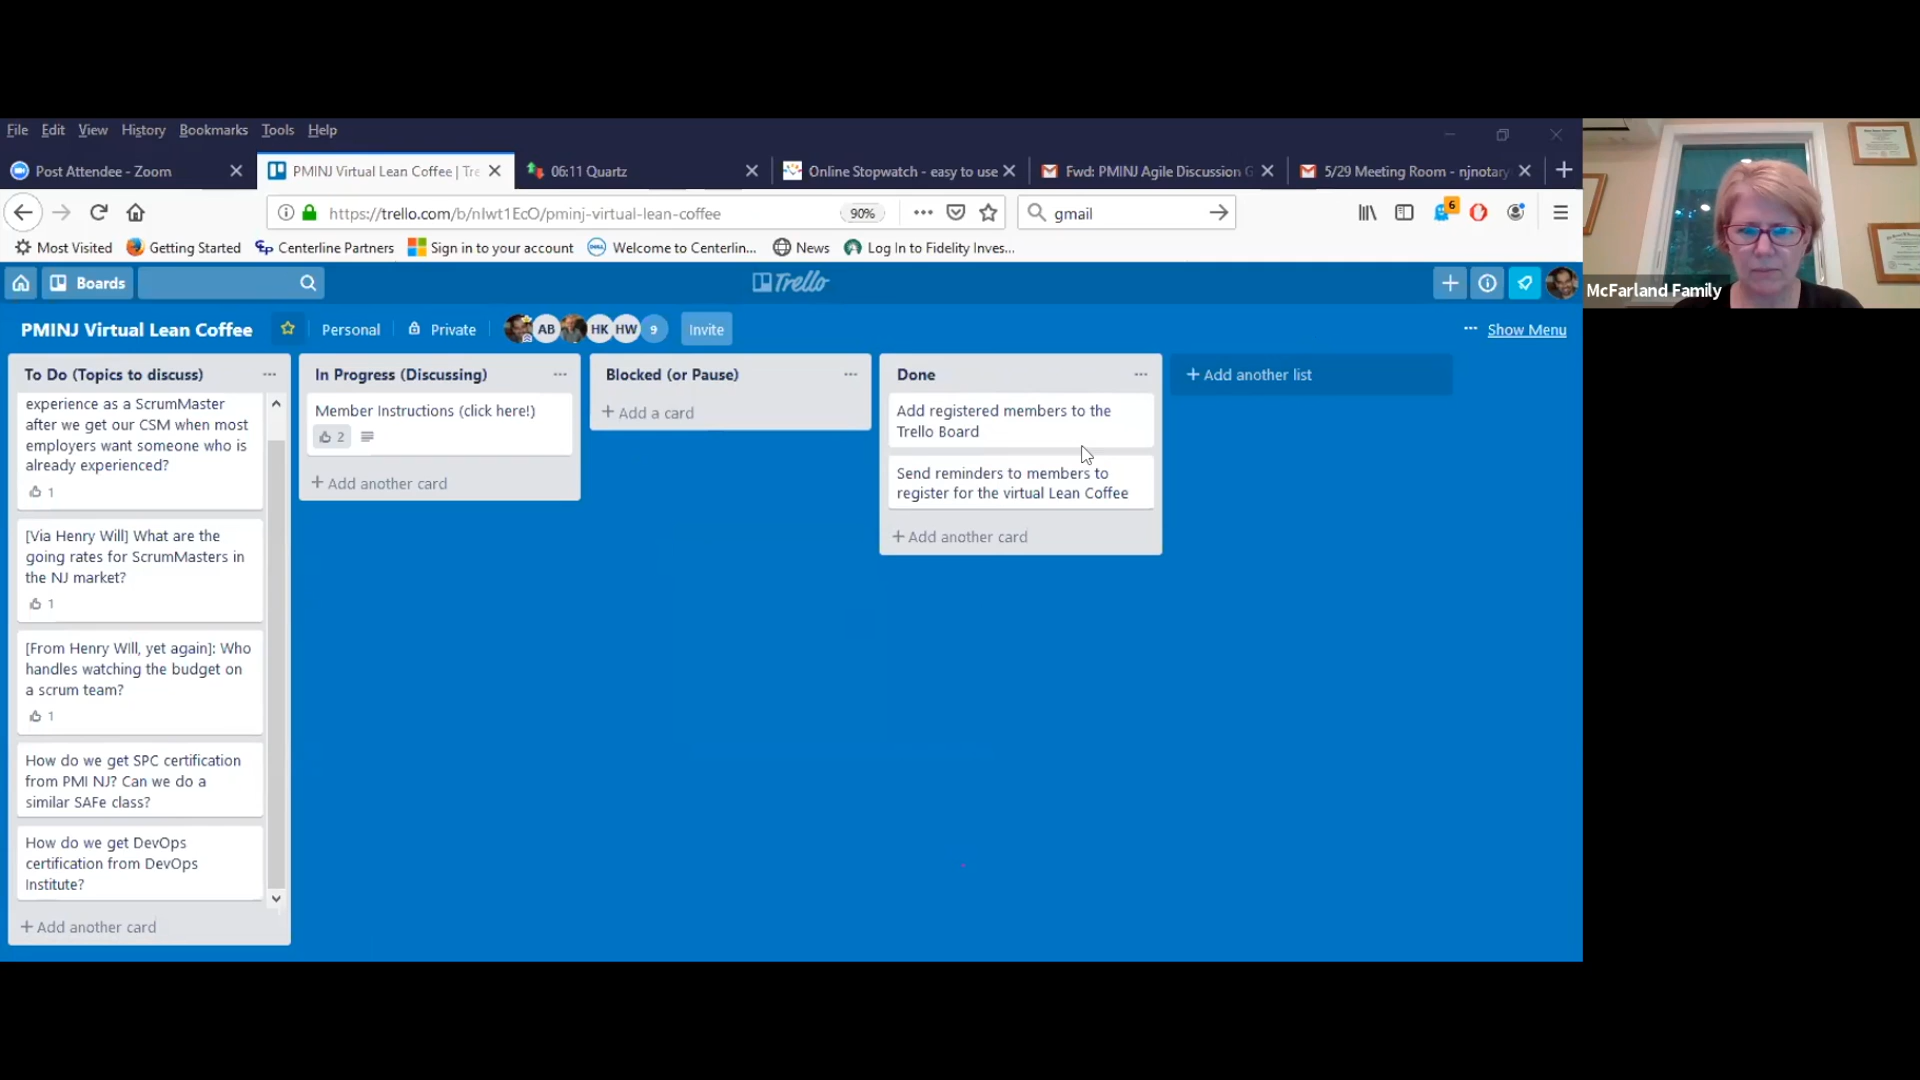 File Edit View History Bookmarks Tools Help
Post Attendee - Zoom
PMINJ Virtual Lean Coffee | Tre
06:11 Quartz
Online Stopwatch - easy to use
Fwd: PMINJ Agile Discussion G
5/29 Meeting Room - njnotary
https://trello.com/b/nIwt1EcO/pminj-virtual-lean-coffee
90%
gmail
6
Most Visited
Getting Started
Centerline Partners
Sign in to your account
Welcome to Centerlin...
News
Log In to Fidelity Inves...
Boards
Trello
McFarland Family
PMINJ Virtual Lean Coffee
Personal
Private
AB
HK
HW
9
Invite
Show Menu
To Do (Topics to discuss)
experience as a ScrumMaster
after we get our CSM when most
employers want someone who is
already experienced?
1
[Via Henry Will] What are the
going rates for ScrumMasters in
the NJ market?
1
[From Henry WIll, yet again]: Who
handles watching the budget on
a scrum team?
1
How do we get SPC certification
from PMI NJ? Can we do a
similar SAFe class?
How do we get DevOps
certification from DevOps
Institute?
+ Add another card
In Progress (Discussing)
Member Instructions (click here!)
2
+ Add another card
Blocked (or Pause)
+ Add a card
Done
Add registered members to the
Trello Board
Send reminders to members to
register for the virtual Lean Coffee
+ Add another card
+ Add another list